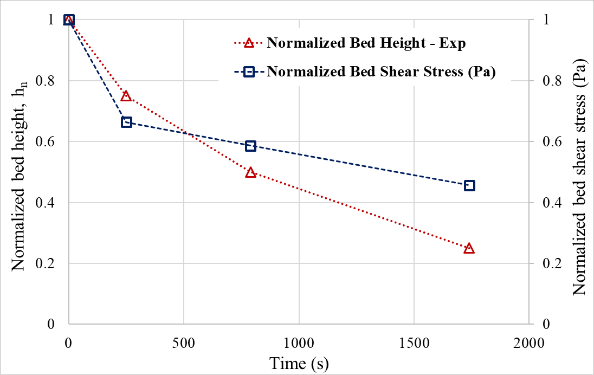 Normalized Bed Height - Exp
Normalized Bed Shear Stress (Pa)
Normalized bed height, hn
1
0.8
0.6
0.4
0.2
0
1
0.8
0.6
0.4
0.2
0
Normalized bed shear stress (Pa)
0 500 1000 1500 2000
Time (s)